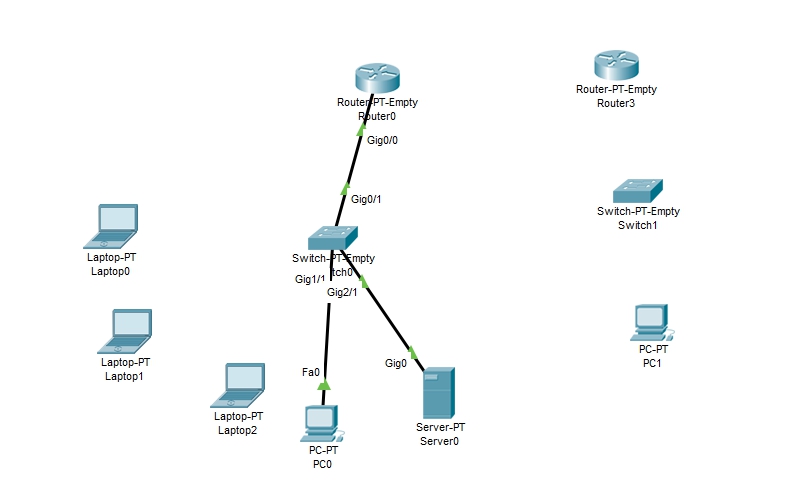 Router-PT-Empty
Router0
Router-PT-Empty
Router3
Gig0/0
Gig0/1
Switch-PT-Empty
Switch1
Laptop-PT
Laptop0
Switch-PT-Empty
Gig1/1
Gig2/1
Laptop-PT
Laptop1
PC-PT
PC1
Gig0
Fa0
Laptop-PT
Laptop2
Server-PT
Server0
PC-PT
PC0